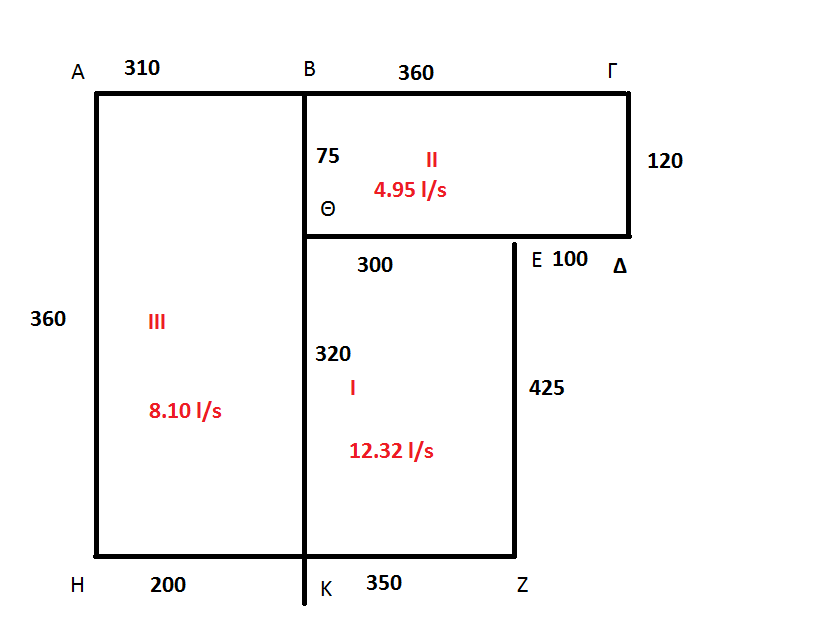 Α 310 Β 360 Γ
75 ΙΙ 120
4.95 l/s
Θ
300 Ε 100 Δ
360 ΙΙΙ
320
Ι 425
8.10 l/s
12.32 l/s
Η 200 Κ 350 Ζ